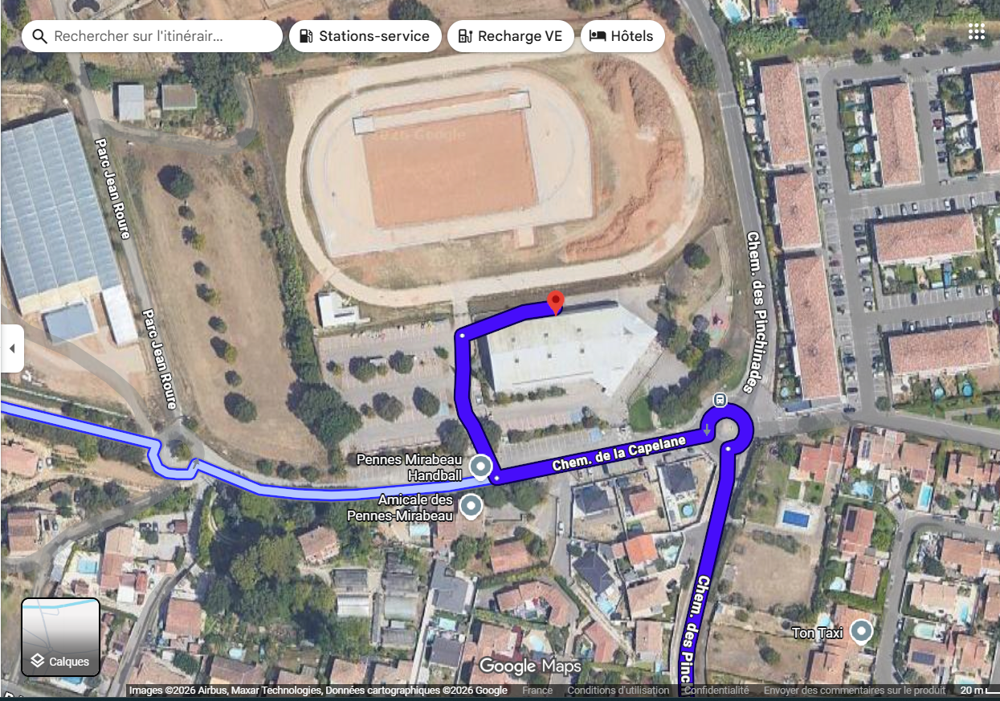 Rechercher sur l'itinérair...
Stations-service
Recharge VE
Hôtels
Parc Jean Roure
Chem. des Pinchinades
Parc Jean Roure
Chem. de la Capelane
Pennes Mirabeau
Handball
Amicale des
Pennes-Mirabeau
Chem. des Pinch
Ton Taxi
Calques
Google Maps
Images ©2026 Airbus, Maxar Technologies, Données cartographiques ©2026 Google
France
Conditions d'utilisation
Confidentialité
Envoyer des commentaires sur le produit
20 m